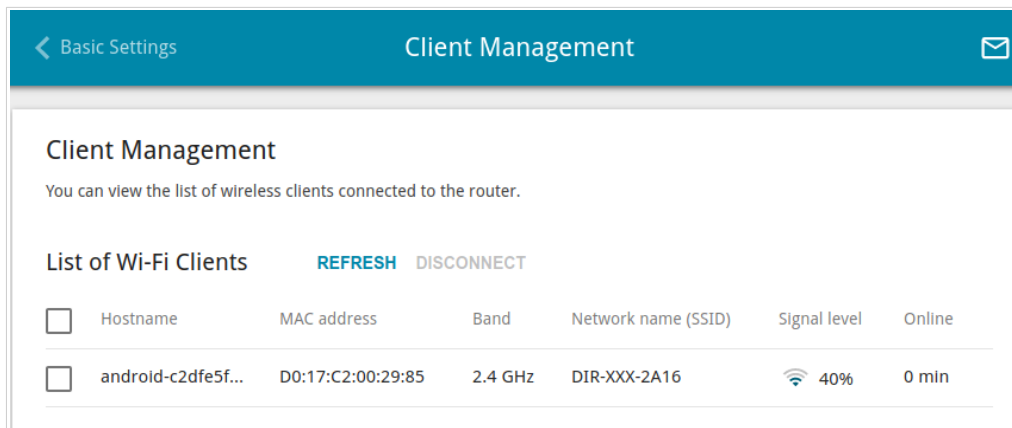 Basic Settings Client Management
Client Management
You can view the list of wireless clients connected to the router.
List of Wi-Fi Clients REFRESH DISCONNECT
Hostname MAC address Band Network name (SSID) Signal level Online
android-c2dfe5f... D0:17:C2:00:29:85 2.4 GHz DIR-XXX-2A16 40% 0 min